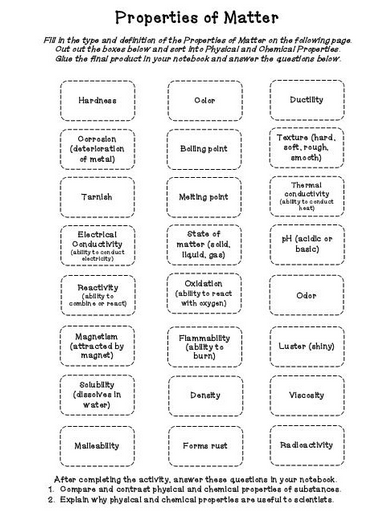 Properties of Matter
Fill in the type and definition of the Properties of Matter on the following page.
Cut out the boxes below and sort into Physical and Chemical Properties.
Glue the final product in your notebook and answer the questions below.
Hardness
Color
Ductility
Corrosion
(deterioration
of metal)
Boiling point
Texture (hard,
soft, rough,
smooth)
Tarnish
Melting point
Thermal
conductivity
(ability to conduct
heat)
Electrical
Conductivity
(ability to conduct
electricity)
State of
matter (solid,
liquid, gas)
pH (acidic or
basic)
Reactivity
(ability to
combine or react)
Oxidation
(ability to react
with oxygen)
Odor
Magnetism
(attracted by
magnet)
Flammability
(ability to
burn)
Luster (shiny)
Solubility
(dissolves in
water)
Density
Viscosity
Malleability
Forms rust
Radioactivity
After completing the activity, answer these questions in your notebook.
1. Compare and contrast physical and chemical properties of substances.
2. Explain why physical and chemical properties are useful to scientists.